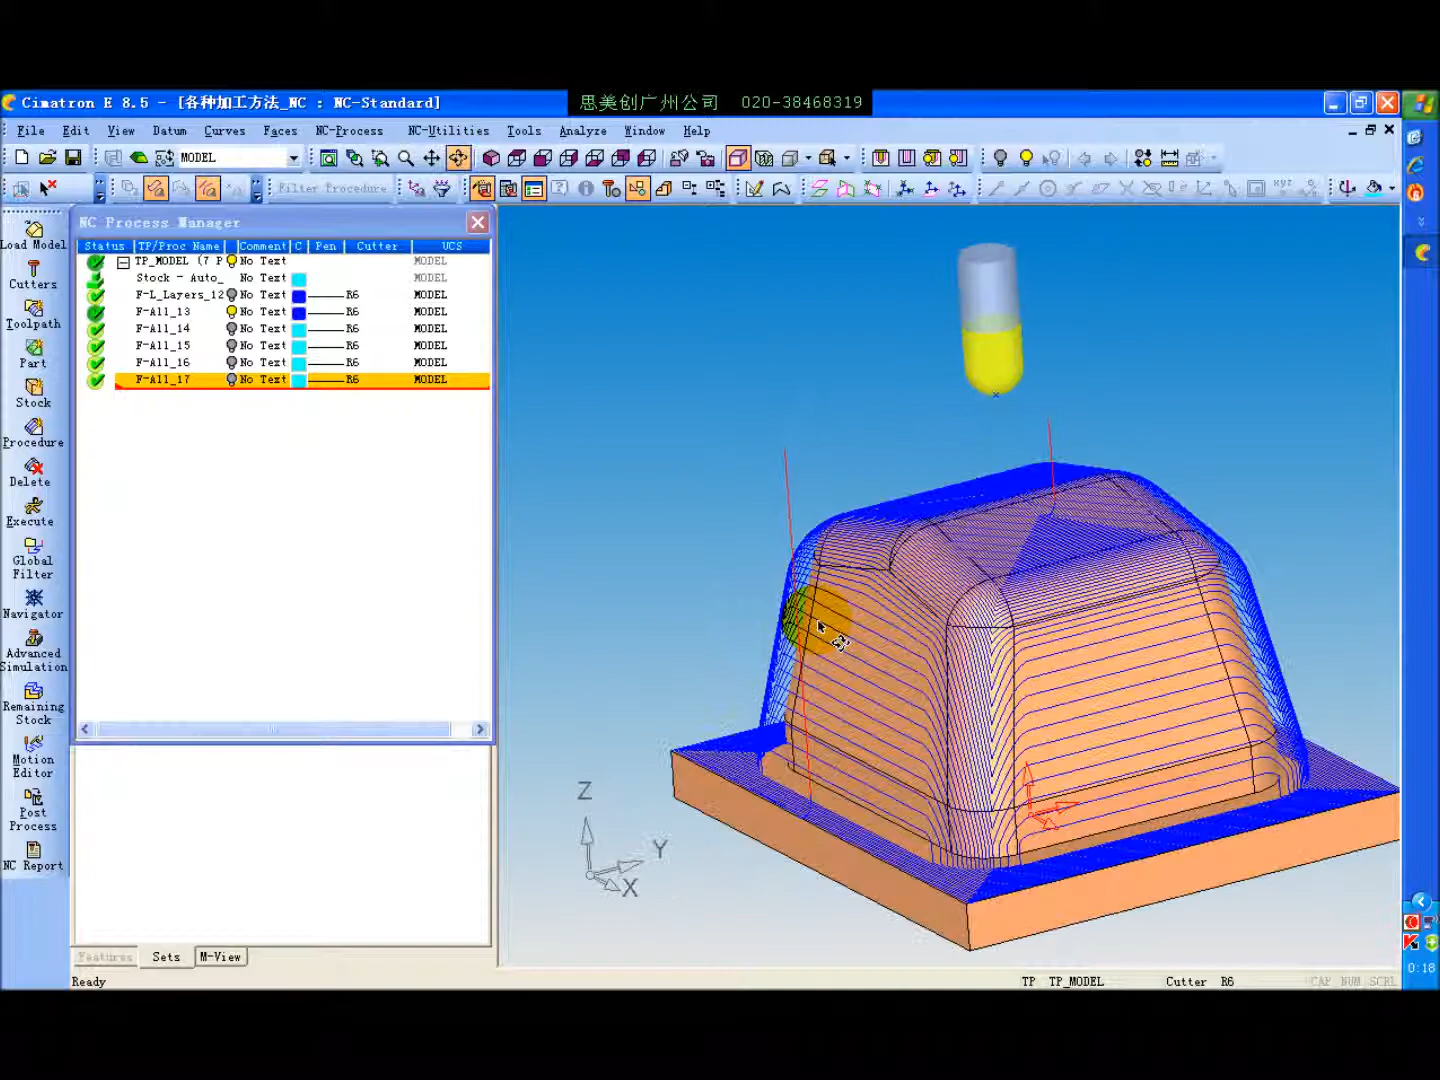 Cimatron E 8.5 - [各种加工方法_NC : NC-Standard]
思美创广州公司 020-38468319
File Edit View Datum Curves Faces NC-Process NC-Utilities Tools Analyze Window Help
MODEL
Filter Procedure
NC Process Manager
Status TP/Proc Name Comment C Pen Cutter UCS
TP_MODEL (7 P No Text MODEL
Stock - Auto_ No Text MODEL
F-L_Layers_12 No Text R6 MODEL
F-All_13 No Text R6 MODEL
F-All_14 No Text R6 MODEL
F-All_15 No Text R6 MODEL
F-All_16 No Text R6 MODEL
F-All_17 No Text R6 MODEL
Load Model
Cutters
Toolpath
Part
Stock
Procedure
Delete
Execute
Global
Filter
Navigator
Advanced
Simulation
Remaining
Stock
Motion
Editor
Post
Process
NC Report
Z
Y
X
Features Sets M-View
Ready
TP TP_MODEL Cutter R6 CAP NUM SCRL
0:18